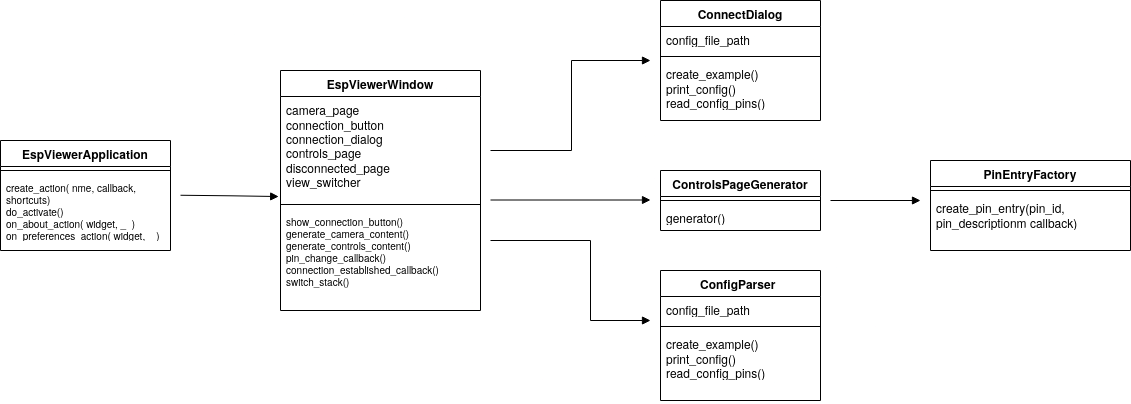 EspViewerApplication
create_action( nme, callback,
shortcuts)
do_activate()
on_about_action( widget, _ )
on_preferences_action( widget, _ )
EspViewerWindow
camera_page
connection_button
connection_dialog
controls_page
disconnected_page
view_switcher
show_connection_button()
generate_camera_content()
generate_controls_content()
pin_change_callback()
connection_established_callback()
switch_stack()
ConnectDialog
config_file_path
create_example()
print_config()
read_config_pins()
ControlsPageGenerator
generator()
ConfigParser
config_file_path
create_example()
print_config()
read_config_pins()
PinEntryFactory
create_pin_entry(pin_id,
pin_descriptionm callback)